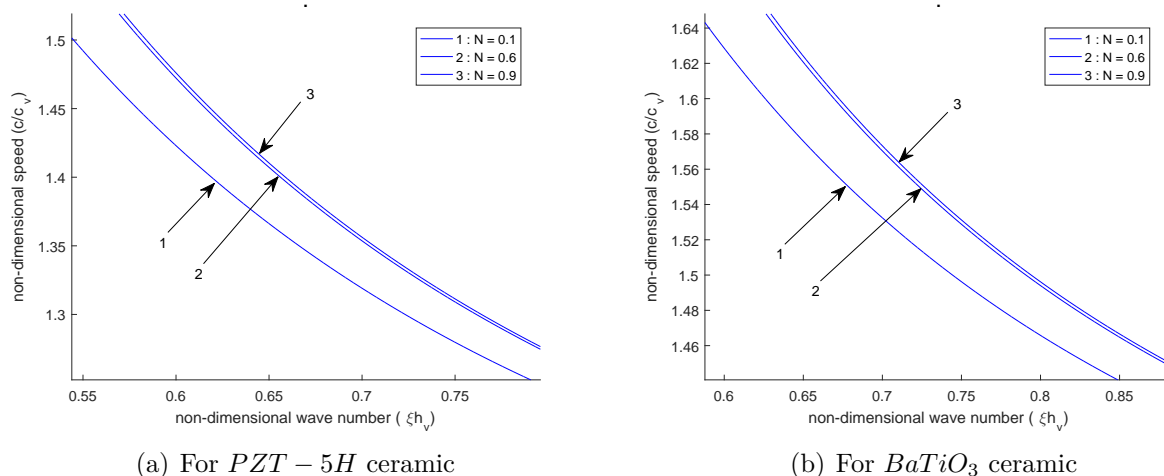 1.5
1.45
1.4
1.35
1.3
0.55 0.6 0.65 0.7 0.75
non-dimensional speed (c/c_v)
non-dimensional wave number ( ξh_v)
1 : N = 0.1
2 : N = 0.6
3 : N = 0.9
3
1
2
(a) For PZT − 5H ceramic
1.64
1.62
1.6
1.58
1.56
1.54
1.52
1.5
1.48
1.46
0.6 0.65 0.7 0.75 0.8 0.85
non-dimensional speed (c/c_v)
non-dimensional wave number ( ξh_v)
1 : N = 0.1
2 : N = 0.6
3 : N = 0.9
3
1
2
(b) For BaTiO₃ ceramic